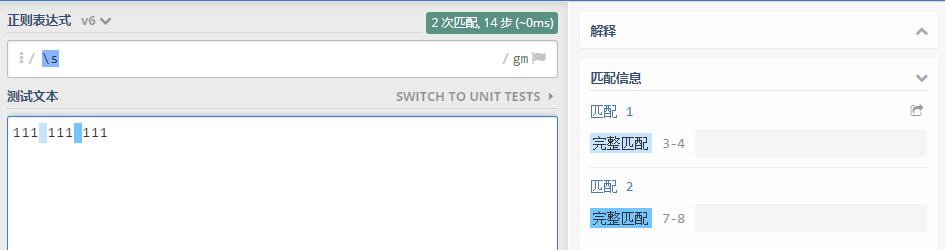 正则表达式 v6
2 次匹配, 14 步 (~0ms)
/ \s / gm
测试文本
SWITCH TO UNIT TESTS
111 111 111
解释
匹配信息
匹配 1
完整匹配 3-4
匹配 2
完整匹配 7-8